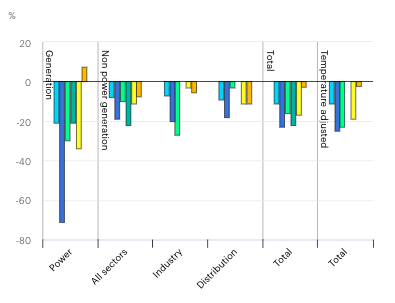 %
20
0
-20
-40
-60
-80
Generation
Non power generation
Total
Temperature adjusted
Power
All sectors
Industry
Distribution
Total
Total